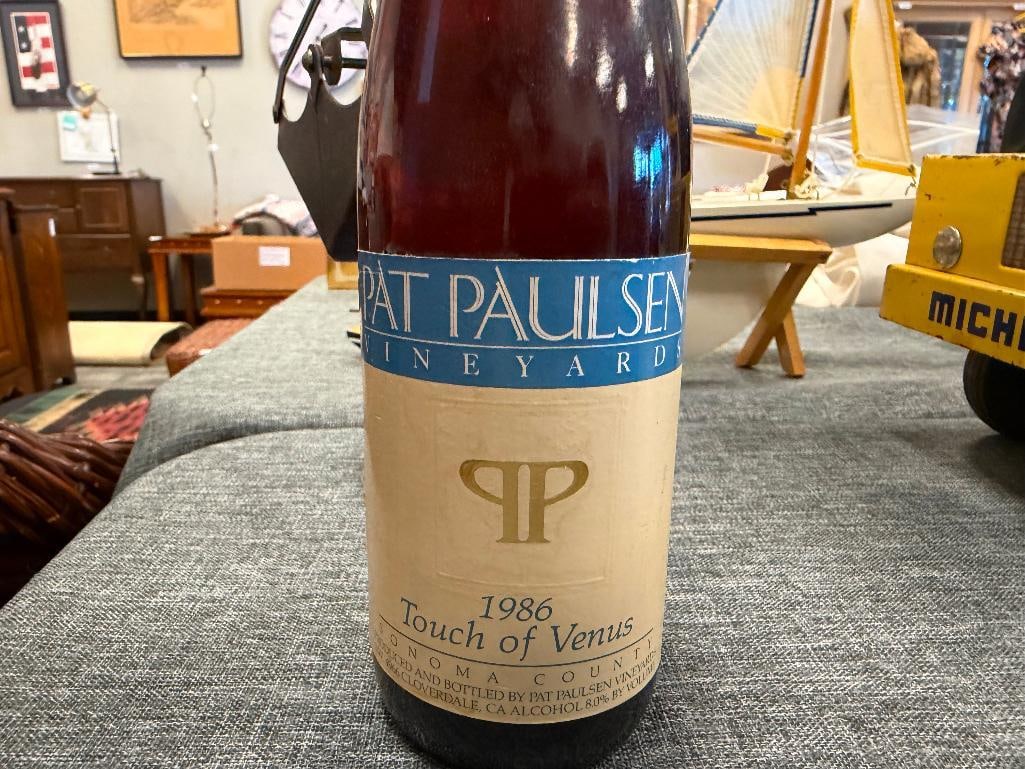 PAT PAULSEN
VINEYARDS
PP
1986
Touch of Venus
SONOMA COUNTY
PRODUCED AND BOTTLED BY PAT PAULSEN VINEYARDS
CLOVERDALE, CA ALCOHOL 8.0% BY VOLUME
MICH